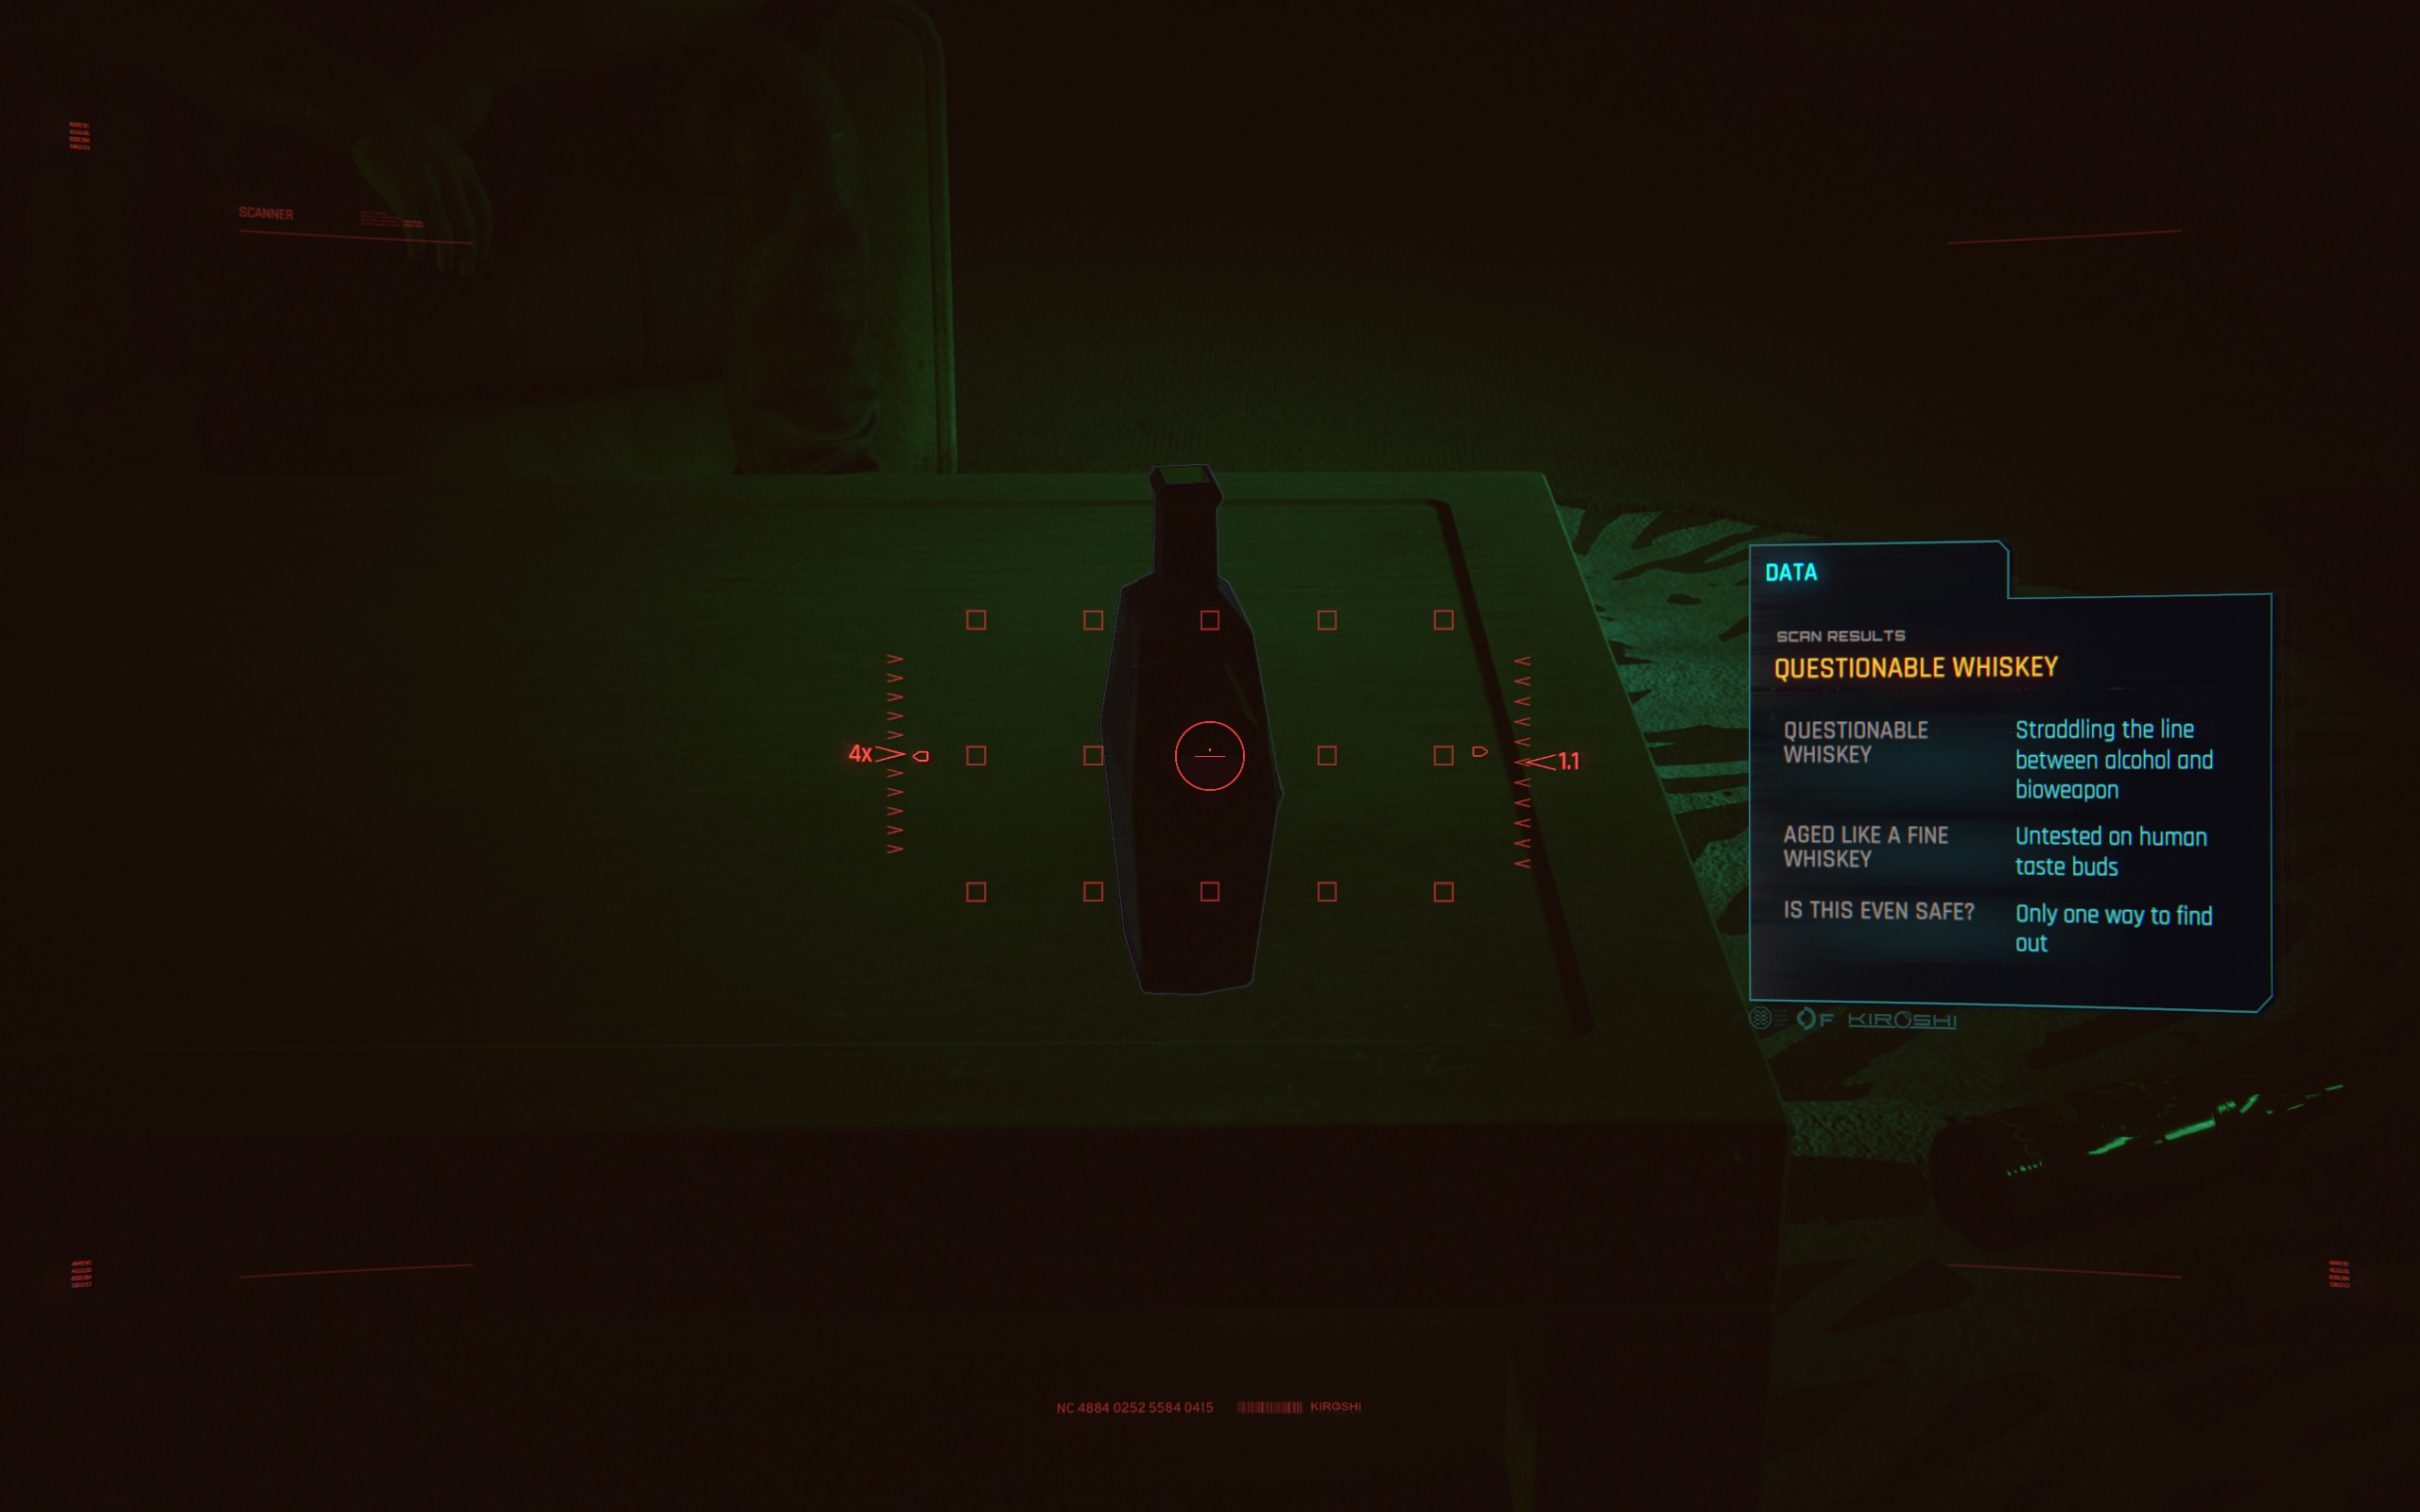 SCANNER
DATA
SCAN RESULTS
QUESTIONABLE WHISKEY
QUESTIONABLE
WHISKEY
Straddling the line
between alcohol and
bioweapon
AGED LIKE A FINE
WHISKEY
Untested on human
taste buds
IS THIS EVEN SAFE?
Only one way to find
out
4x
1.1
F KIROSHI
NC 4884 0252 5584 0415 KIROSHI